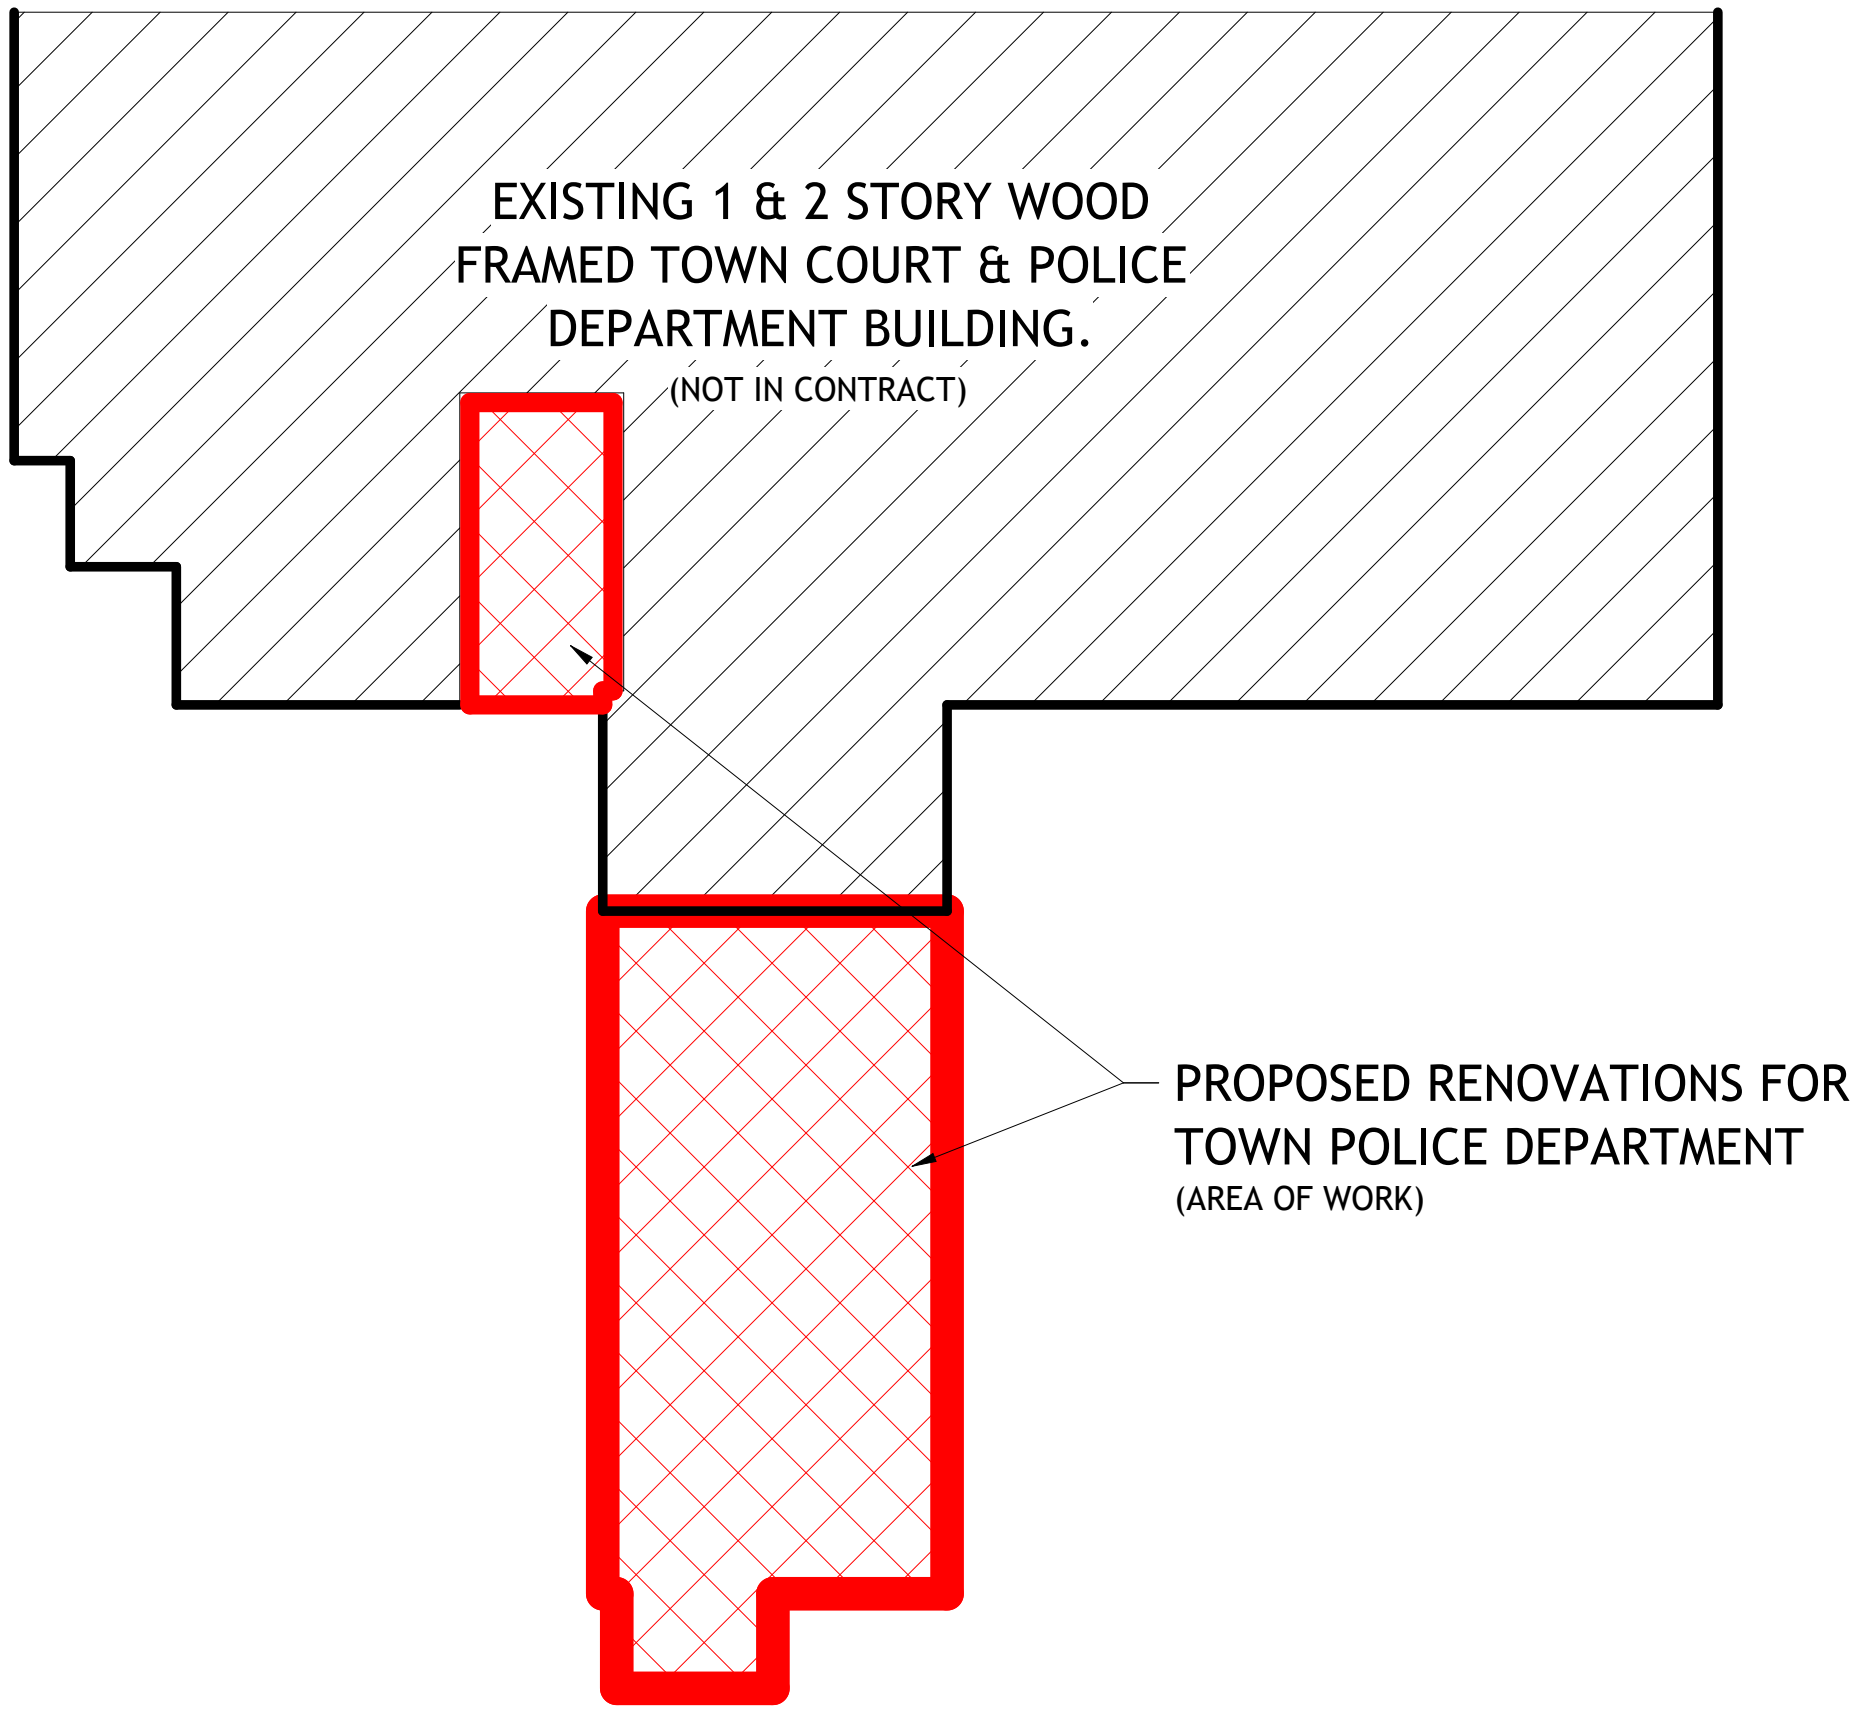 EXISTING 1 & 2 STORY WOOD
FRAMED TOWN COURT & POLICE
DEPARTMENT BUILDING.
(NOT IN CONTRACT)
PROPOSED RENOVATIONS FOR
TOWN POLICE DEPARTMENT
(AREA OF WORK)